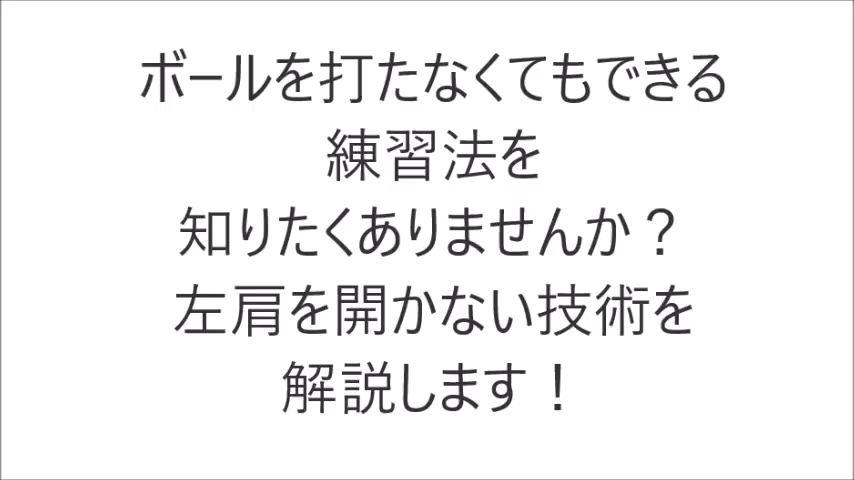 ボールを打たなくてもできる
練習法を
知りたくありませんか？
左肩を開かない技術を
解説します！